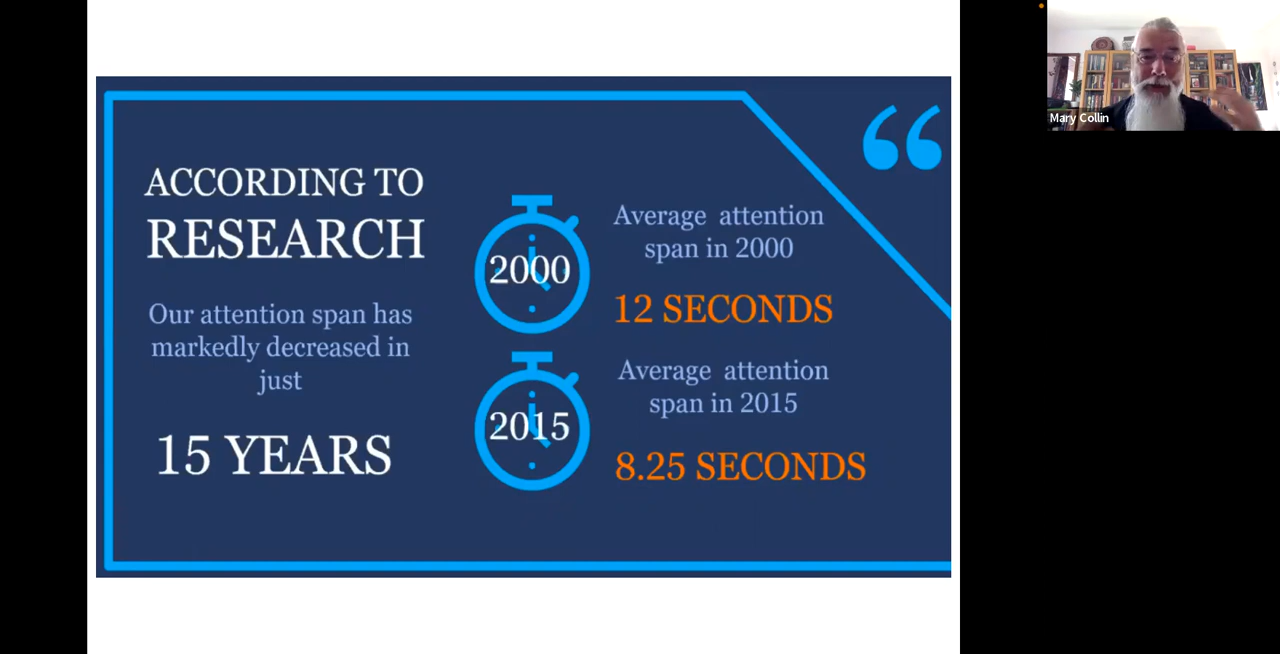 ACCORDING TO
RESEARCH
Our attention span has
markedly decreased in
just
15 YEARS
2000
Average attention
span in 2000
12 SECONDS
2015
Average attention
span in 2015
8.25 SECONDS
Mary Collin